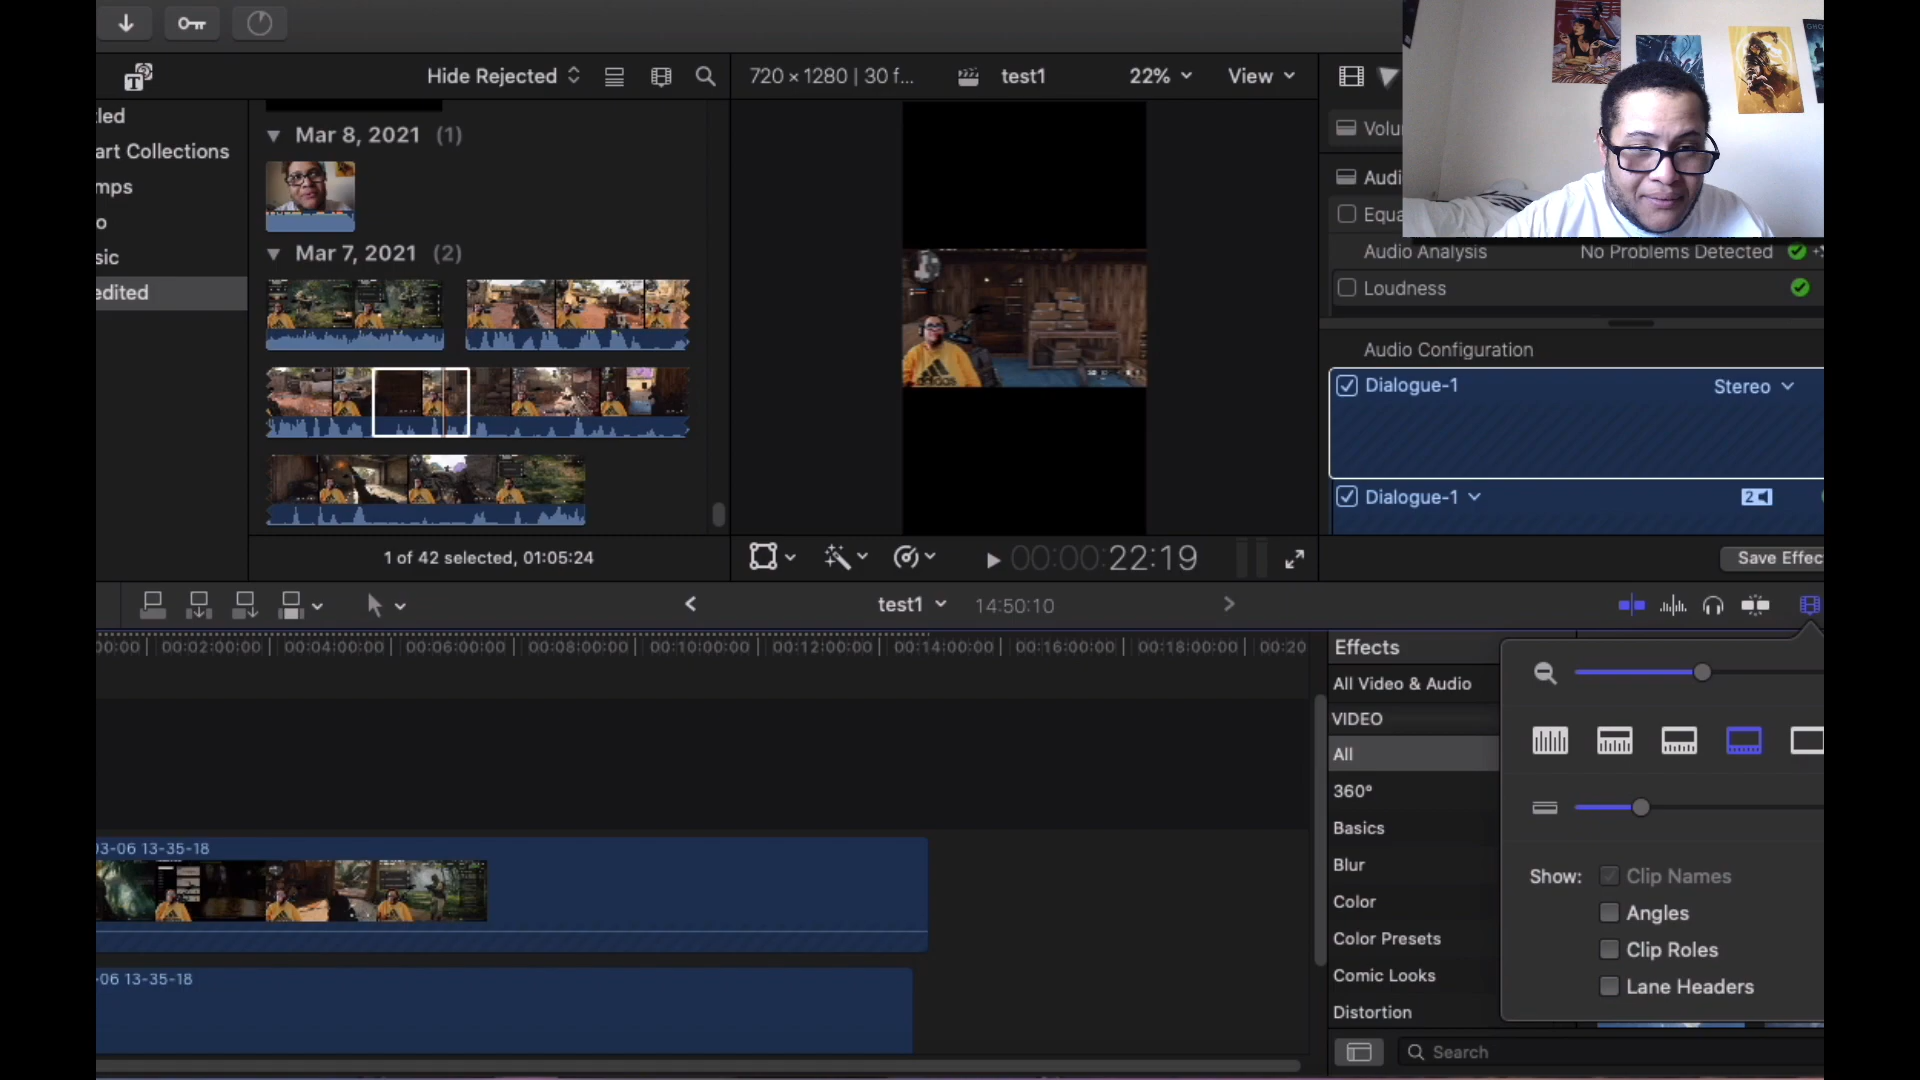 Hide Rejected
720 × 1280 | 30 f...
test1
22%
View
tled
art Collections
mps
o
sic
edited
Mar 8, 2021 (1)
Mar 7, 2021 (2)
1 of 42 selected, 01:05:24
00:00:22:19
Volu
Audi
Equa
Audio Analysis
No Problems Detected
Loudness
Audio Configuration
Dialogue-1
Stereo
Dialogue-1
2
Save Effec
test1
14:50:10
00:00
00:02:00:00
00:04:00:00
00:06:00:00
00:08:00:00
00:10:00:00
00:12:00:00
00:14:00:00
00:16:00:00
00:18:00:00
00:20
03-06 13-35-18
-06 13-35-18
Effects
All Video & Audio
VIDEO
All
360°
Basics
Blur
Color
Color Presets
Comic Looks
Distortion
Show:
Clip Names
Angles
Clip Roles
Lane Headers
Search